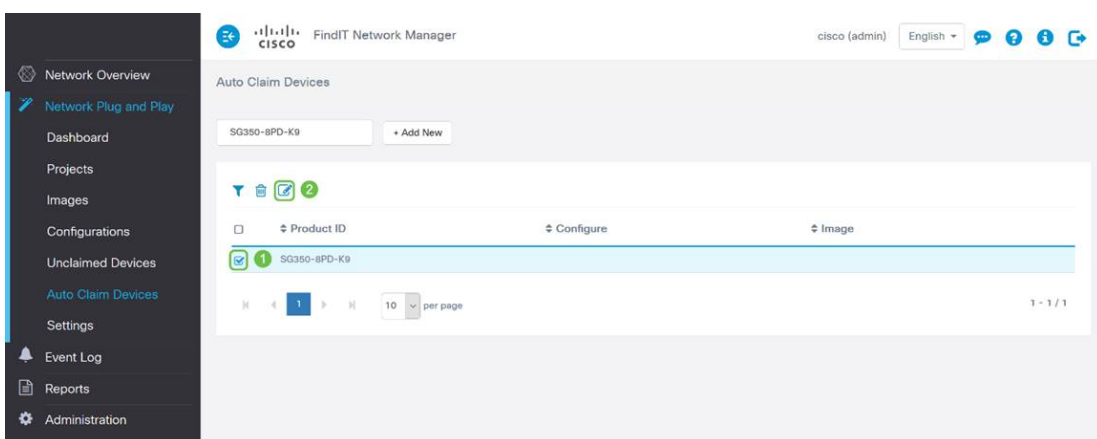 CISCO FindIT Network Manager
cisco (admin) English
Network Overview
Network Plug and Play
Dashboard
Projects
Images
Configurations
Unclaimed Devices
Auto Claim Devices
Settings
Event Log
Reports
Administration
Auto Claim Devices
SG350-8PD-K9 + Add New
2
Product ID Configure Image
1 SG350-8PD-K9
1 10 per page 1 - 1 / 1